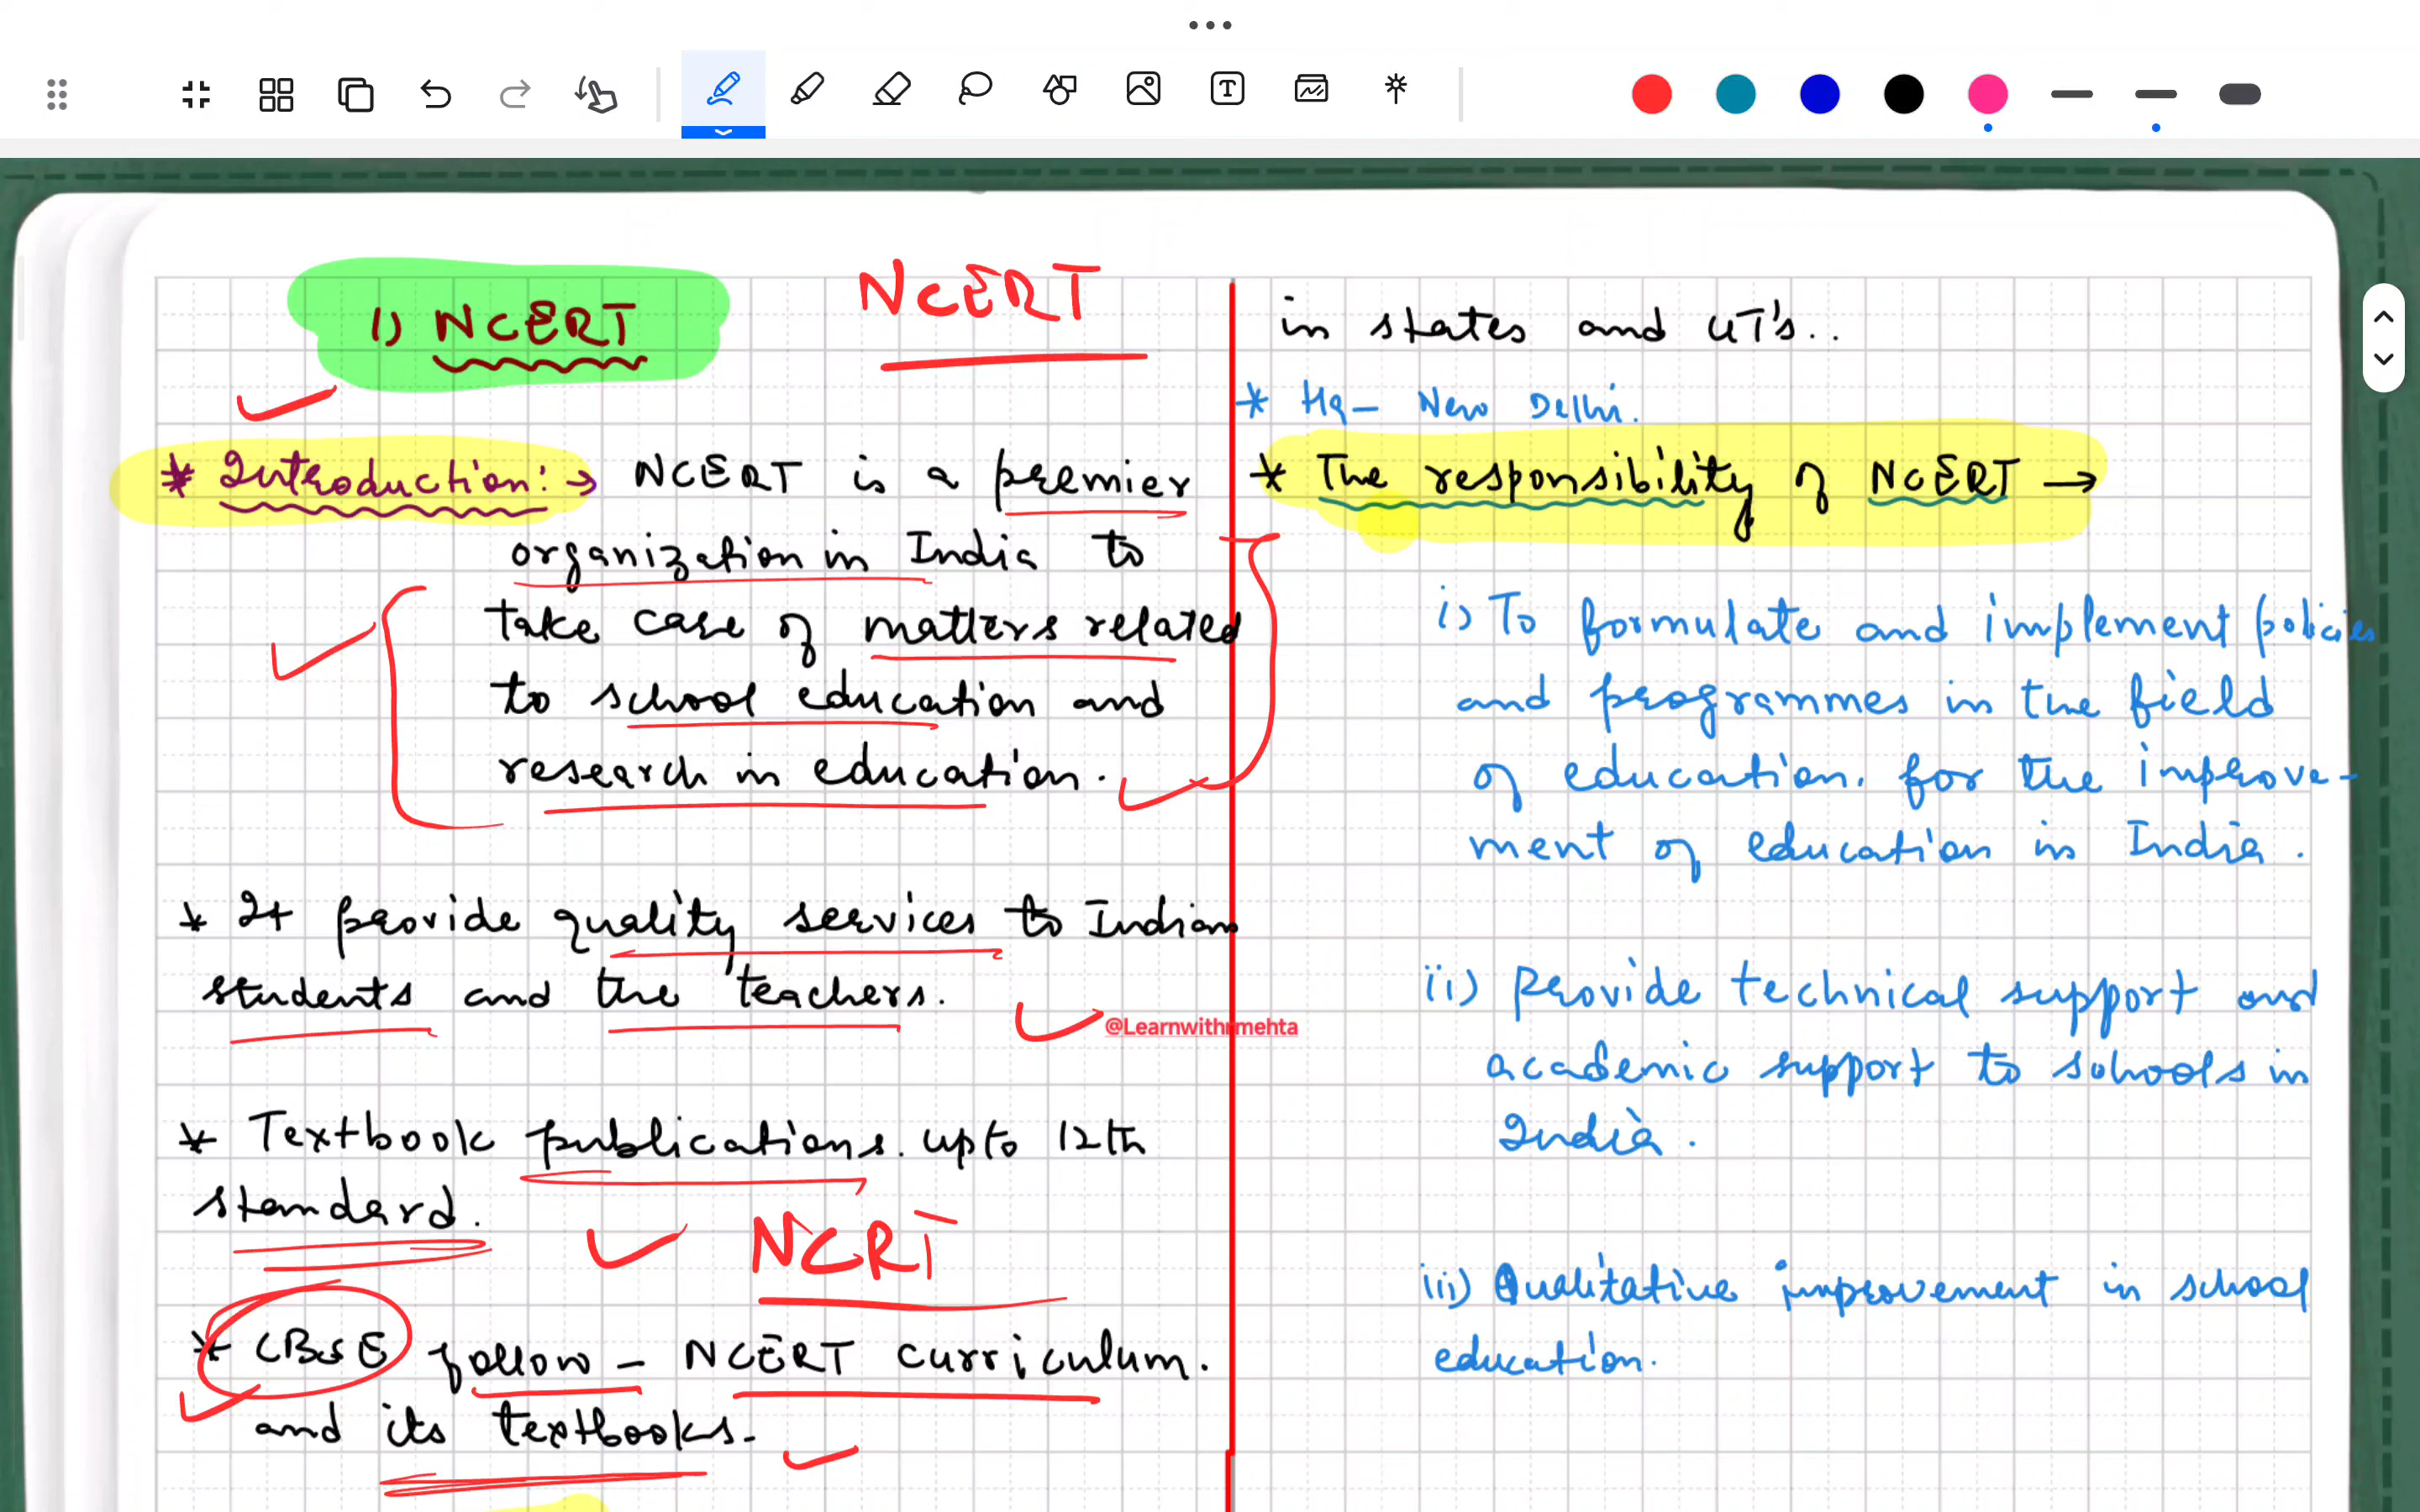 1) NCERT
NCERT
* Introduction: → NCERT is a premier
organization in India to
take care of matters related
to school education and
research in education.
* It provide quality services to Indian
students and the teachers.
@Learnwithrmehta
* Textbook publications. upto 12th
standard.
NCRT
* CBSE follow - NCERT curriculum.
and its textbooks.
in states and UT's..
* Hq - New Delhi.
* The responsibility of NCERT →
i) To formulate and implement policies
and programmes in the field
of education. for the improve-
ment of education in India.
ii) Provide technical support and
academic support to schools in
India.
iii) Qualitative improvement in school
education.